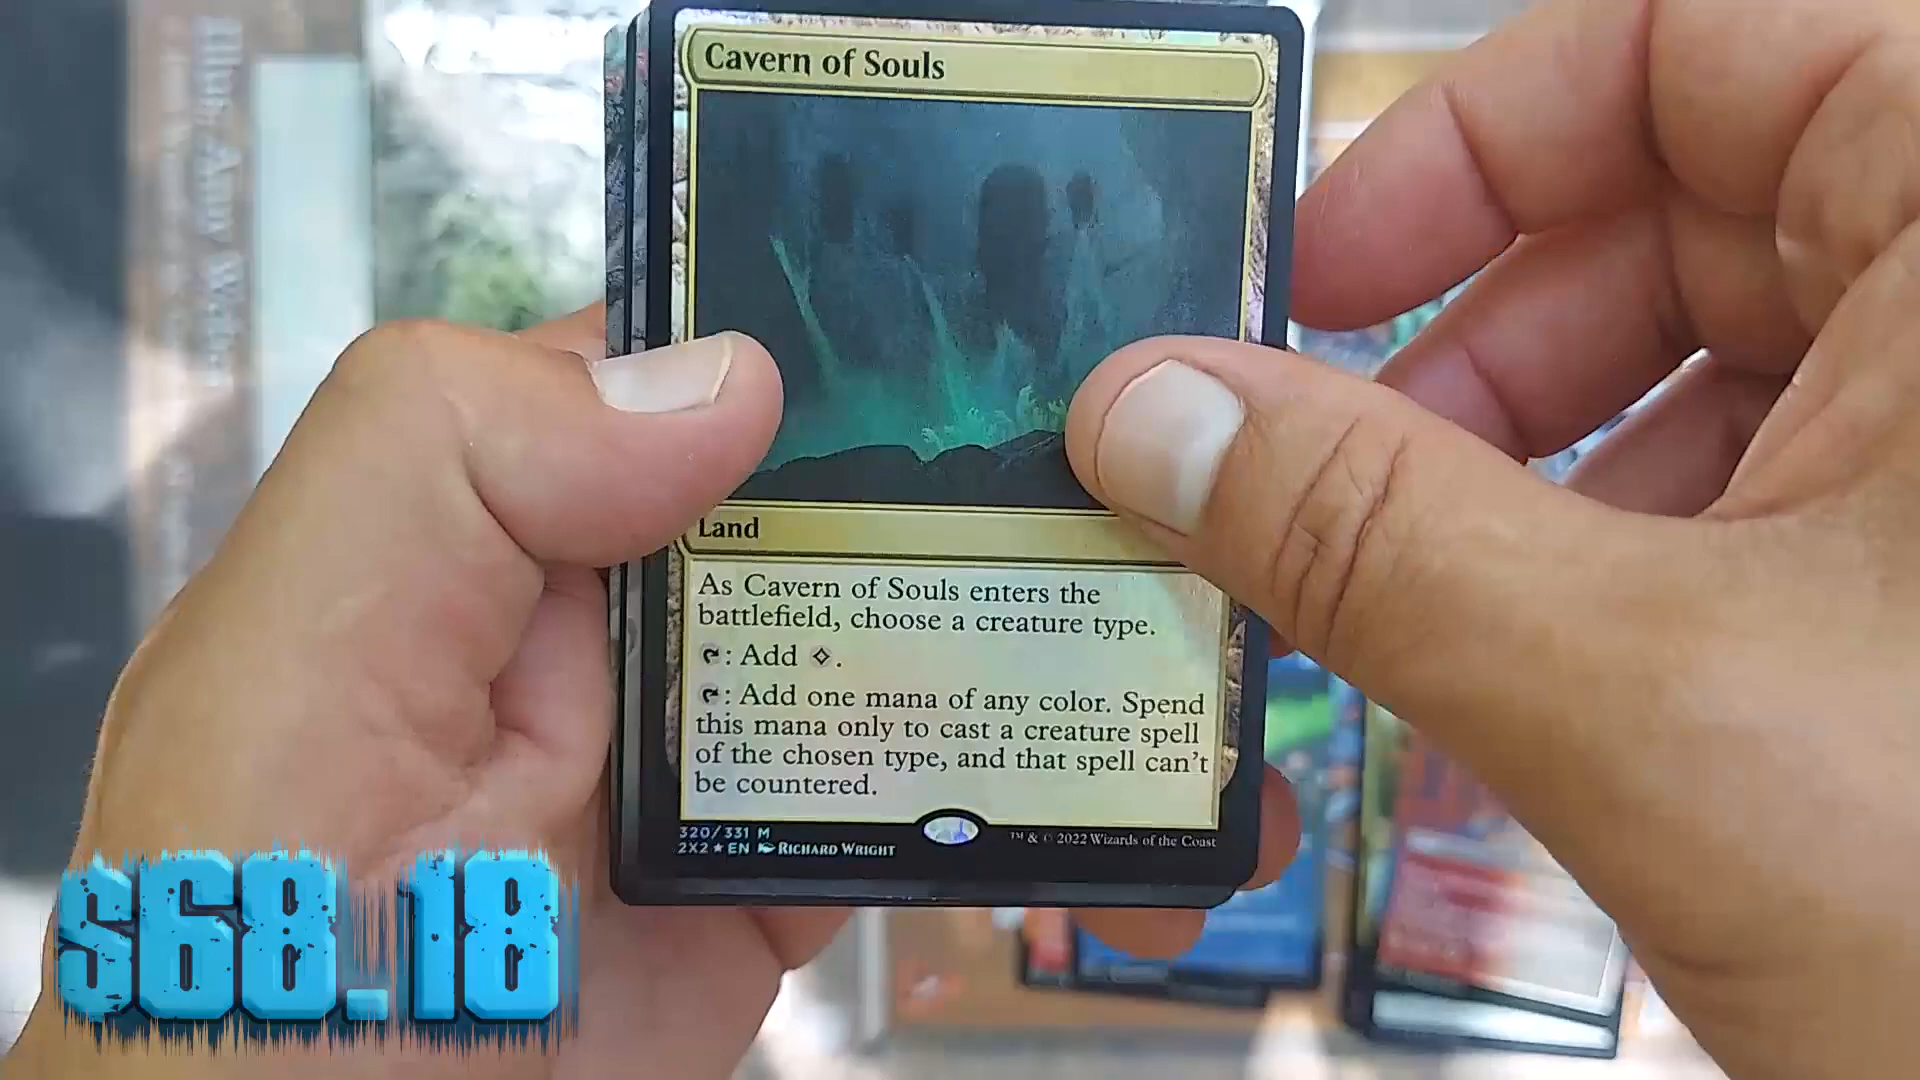 Cavern of Souls
Land
As Cavern of Souls enters the
battlefield, choose a creature type.
: Add .
: Add one mana of any color. Spend
this mana only to cast a creature spell
of the chosen type, and that spell can't
be countered.
320/331 M
2X2 ★ EN RICHARD WRIGHT
™ & © 2022 Wizards of the Coast
$68.18